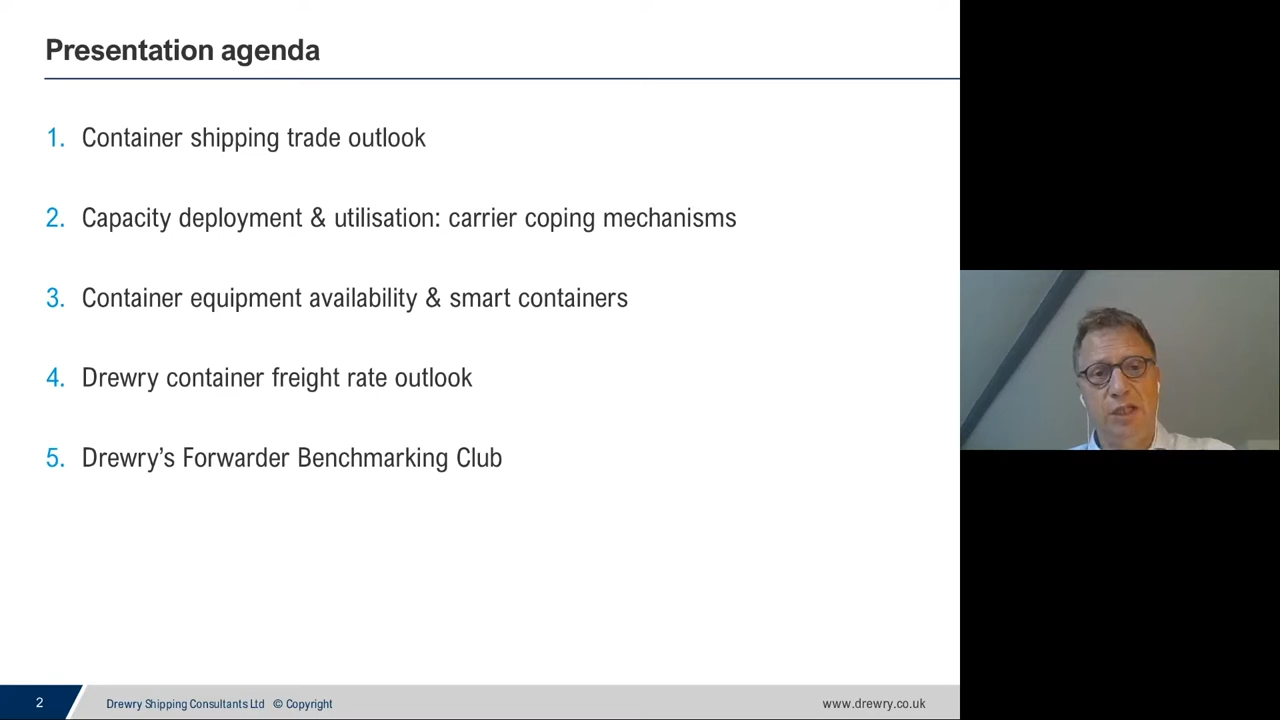 Presentation agenda
1. Container shipping trade outlook
2. Capacity deployment & utilisation: carrier coping mechanisms
3. Container equipment availability & smart containers
4. Drewry container freight rate outlook
5. Drewry’s Forwarder Benchmarking Club
2 Drewry Shipping Consultants Ltd © Copyright www.drewry.co.uk